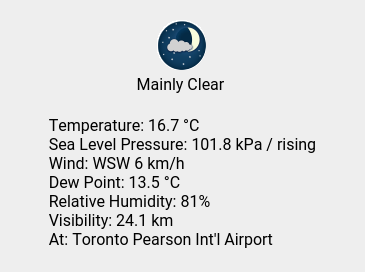 Mainly Clear
Temperature: 16.7 °C
Sea Level Pressure: 101.8 kPa / rising
Wind: WSW 6 km/h
Dew Point: 13.5 °C
Relative Humidity: 81%
Visibility: 24.1 km
At: Toronto Pearson Int'l Airport